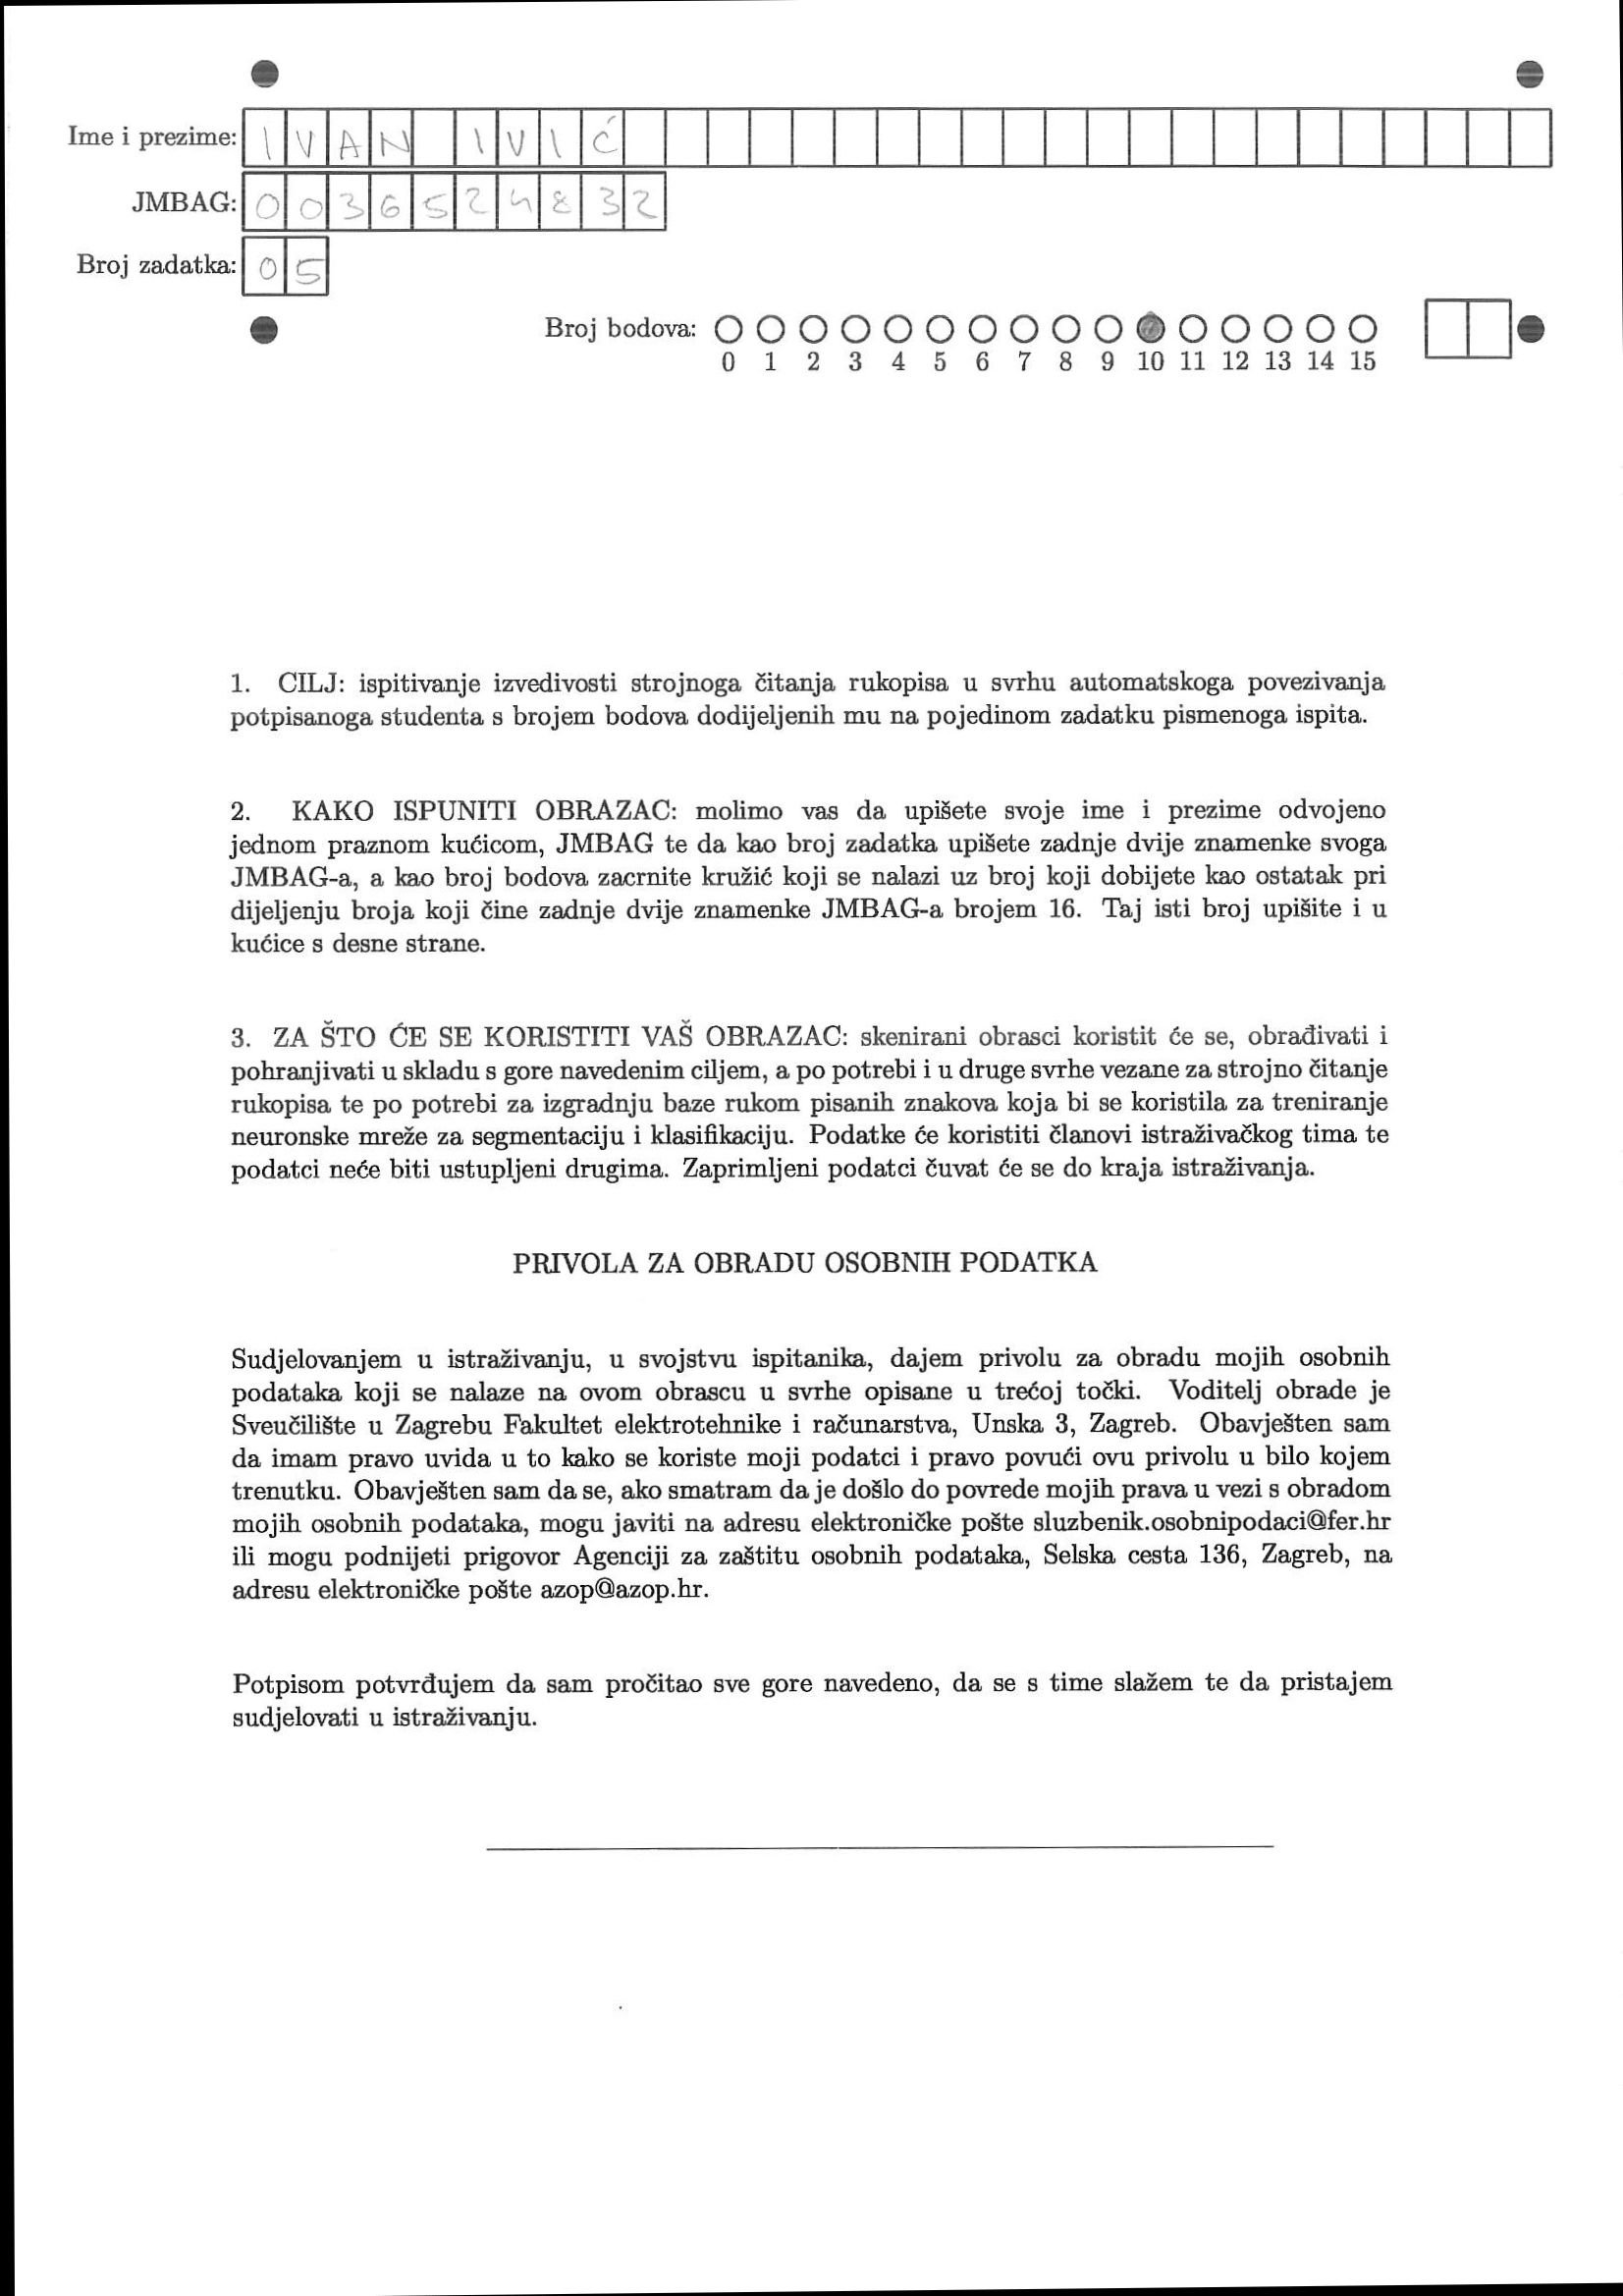 Ime i prezime: IVAN IVIĆ
JMBAG: 0036524832
Broj zadatka: 05
Broj bodova:
0 1 2 3 4 5 6 7 8 9 10 11 12 13 14 15
1. CILJ: ispitivanje izvedivosti strojnoga čitanja rukopisa u svrhu automatskoga povezivanja
potpisanoga studenta s brojem bodova dodijeljenih mu na pojedinom zadatku pismenoga ispita.
2. KAKO ISPUNITI OBRAZAC: molimo vas da upišete svoje ime i prezime odvojeno
jednom praznom kućicom, JMBAG te da kao broj zadatka upišete zadnje dvije znamenke svoga
JMBAG-a, a kao broj bodova zacrnite kružić koji se nalazi uz broj koji dobijete kao ostatak pri
dijeljenju broja koji čine zadnje dvije znamenke JMBAG-a brojem 16. Taj isti broj upišite i u
kućice s desne strane.
3. ZA ŠTO ĆE SE KORISTITI VAŠ OBRAZAC: skenirani obrasci koristit će se, obrađivati i
pohranjivati u skladu s gore navedenim ciljem, a po potrebi i u druge svrhe vezane za strojno čitanje
rukopisa te po potrebi za izgradnju baze rukom pisanih znakova koja bi se koristila za treniranje
neuronske mreže za segmentaciju i klasifikaciju. Podatke će koristiti članovi istraživačkog tima te
podatci neće biti ustupljeni drugima. Zaprimljeni podatci čuvat će se do kraja istraživanja.
PRIVOLA ZA OBRADU OSOBNIH PODATKA
Sudjelovanjem u istraživanju, u svojstvu ispitanika, dajem privolu za obradu mojih osobnih
podataka koji se nalaze na ovom obrascu u svrhe opisane u trećoj točki. Voditelj obrade je
Sveučilište u Zagrebu Fakultet elektrotehnike i računarstva, Unska 3, Zagreb. Obavješten sam
da imam pravo uvida u to kako se koriste moji podatci i pravo povući ovu privolu u bilo kojem
trenutku. Obavješten sam da se, ako smatram da je došlo do povrede mojih prava u vezi s obradom
mojih osobnih podataka, mogu javiti na adresu elektroničke pošte sluzbenik.osobnipodaci@fer.hr
ili mogu podnijeti prigovor Agenciji za zaštitu osobnih podataka, Selska cesta 136, Zagreb, na
adresu elektroničke pošte azop@azop.hr.
Potpisom potvrđujem da sam pročitao sve gore navedeno, da se s time slažem te da pristajem
sudjelovati u istraživanju.